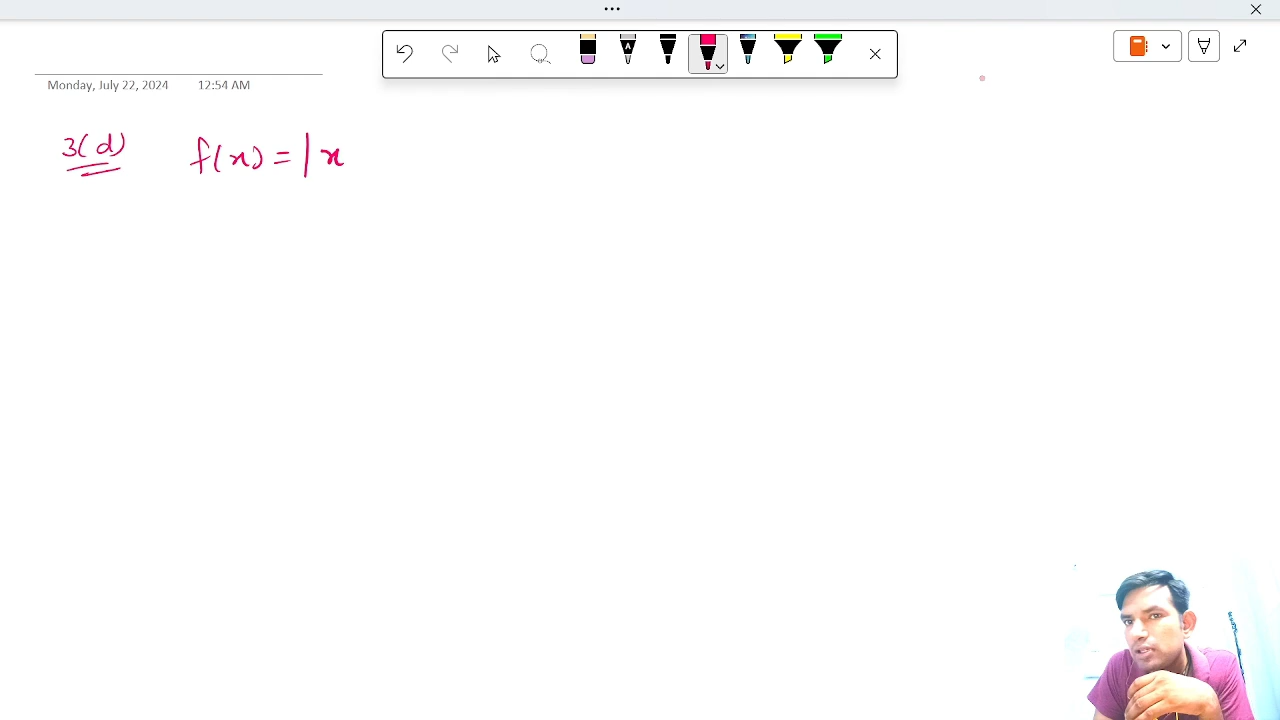 Monday, July 22, 2024 12:54 AM
3(d) f(x) = |x